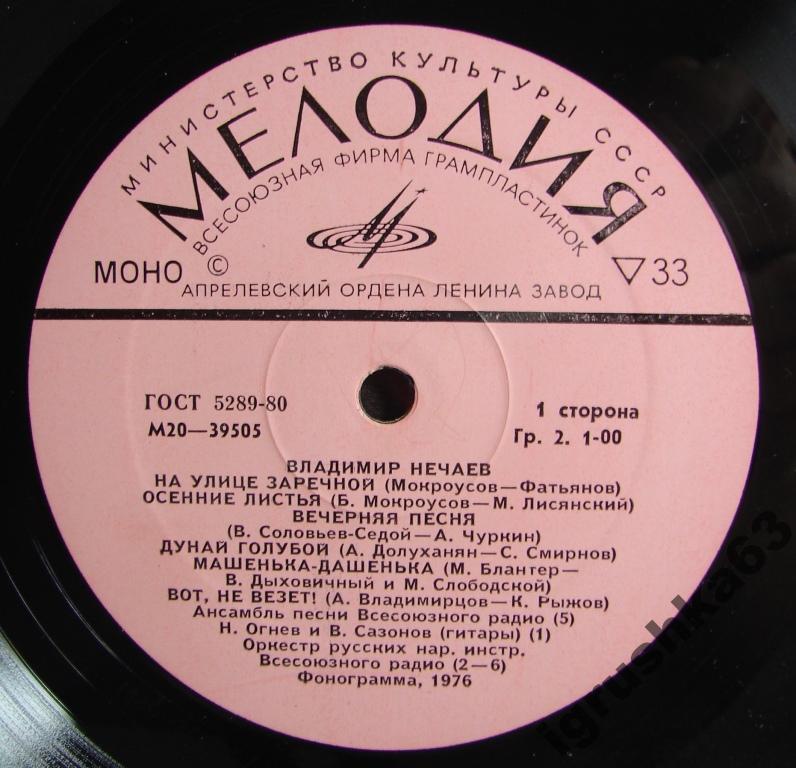 МИНИСТЕРСТВО КУЛЬТУРЫ СССР
МЕЛОДИЯ
ВСЕСОЮЗНАЯ ФИРМА ГРАМПЛАСТИНОК
МОНО © ▽33
АПРЕЛЕВСКИЙ ОРДЕНА ЛЕНИНА ЗАВОД
ГОСТ 5289-80 1 сторона
М20—39505 Гр. 2. 1-00
ВЛАДИМИР НЕЧАЕВ
НА УЛИЦЕ ЗАРЕЧНОЙ (Мокроусов—Фатьянов)
ОСЕННИЕ ЛИСТЬЯ (Б. Мокроусов—М. Лисянский)
ВЕЧЕРНЯЯ ПЕСНЯ
(В. Соловьев-Седой—А. Чуркин)
ДУНАЙ ГОЛУБОЙ (А. Долуханян—С. Смирнов)
МАШЕНЬКА-ДАШЕНЬКА (М. Блантер—
В. Дыховичный и М. Слободской)
ВОТ, НЕ ВЕЗЕТ! (А. Владимирцов—К. Рыжов)
Ансамбль песни Всесоюзного радио (5)
Н. Огнев и В. Сазонов (гитары) (1)
Оркестр русских нар. инстр.
Всесоюзного радио (2—6)
Фонограмма, 1976
igrushka63